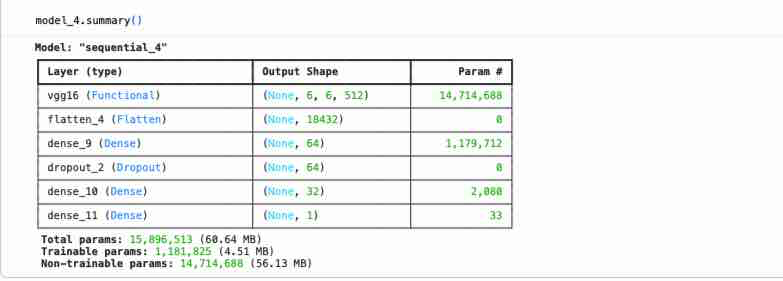 model_4.summary()
Model: "sequential_4"
Layer (type) Output Shape Param #
vgg16 (Functional) (None, 6, 6, 512) 14,714,688
flatten_4 (Flatten) (None, 18432) 0
dense_9 (Dense) (None, 64) 1,179,712
dropout_2 (Dropout) (None, 64) 0
dense_10 (Dense) (None, 32) 2,080
dense_11 (Dense) (None, 1) 33
Total params: 15,896,513 (60.64 MB)
Trainable params: 1,181,825 (4.51 MB)
Non-trainable params: 14,714,688 (56.13 MB)